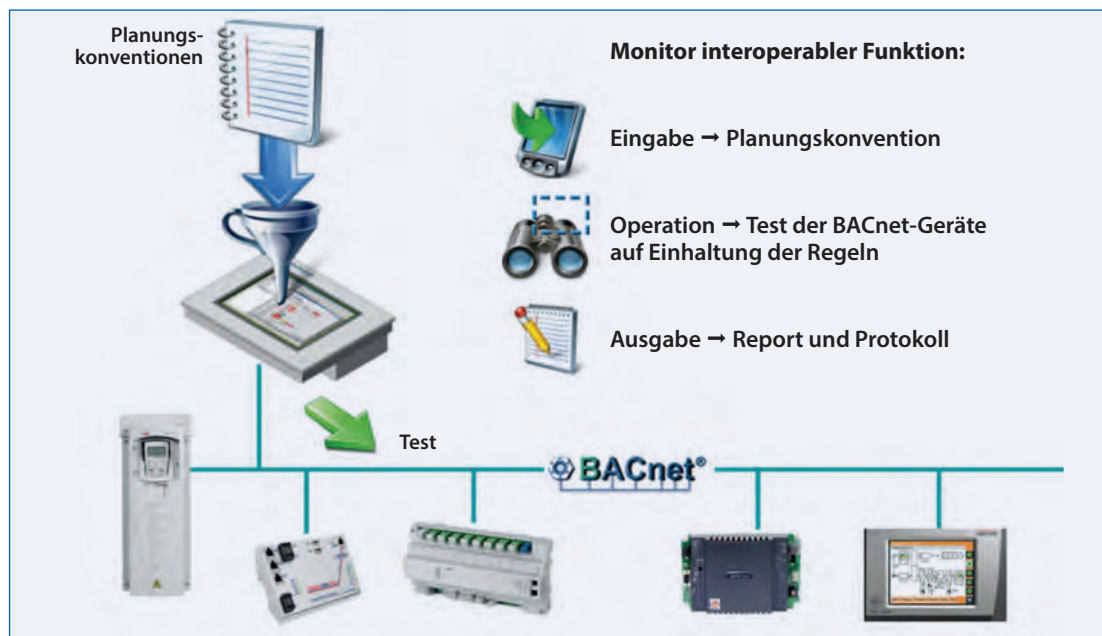 Planungs-
konventionen
Monitor interoperabler Funktion:
Eingabe → Planungskonvention
Operation → Test der BACnet-Geräte
auf Einhaltung der Regeln
Ausgabe → Report und Protokoll
Test
BACnet®